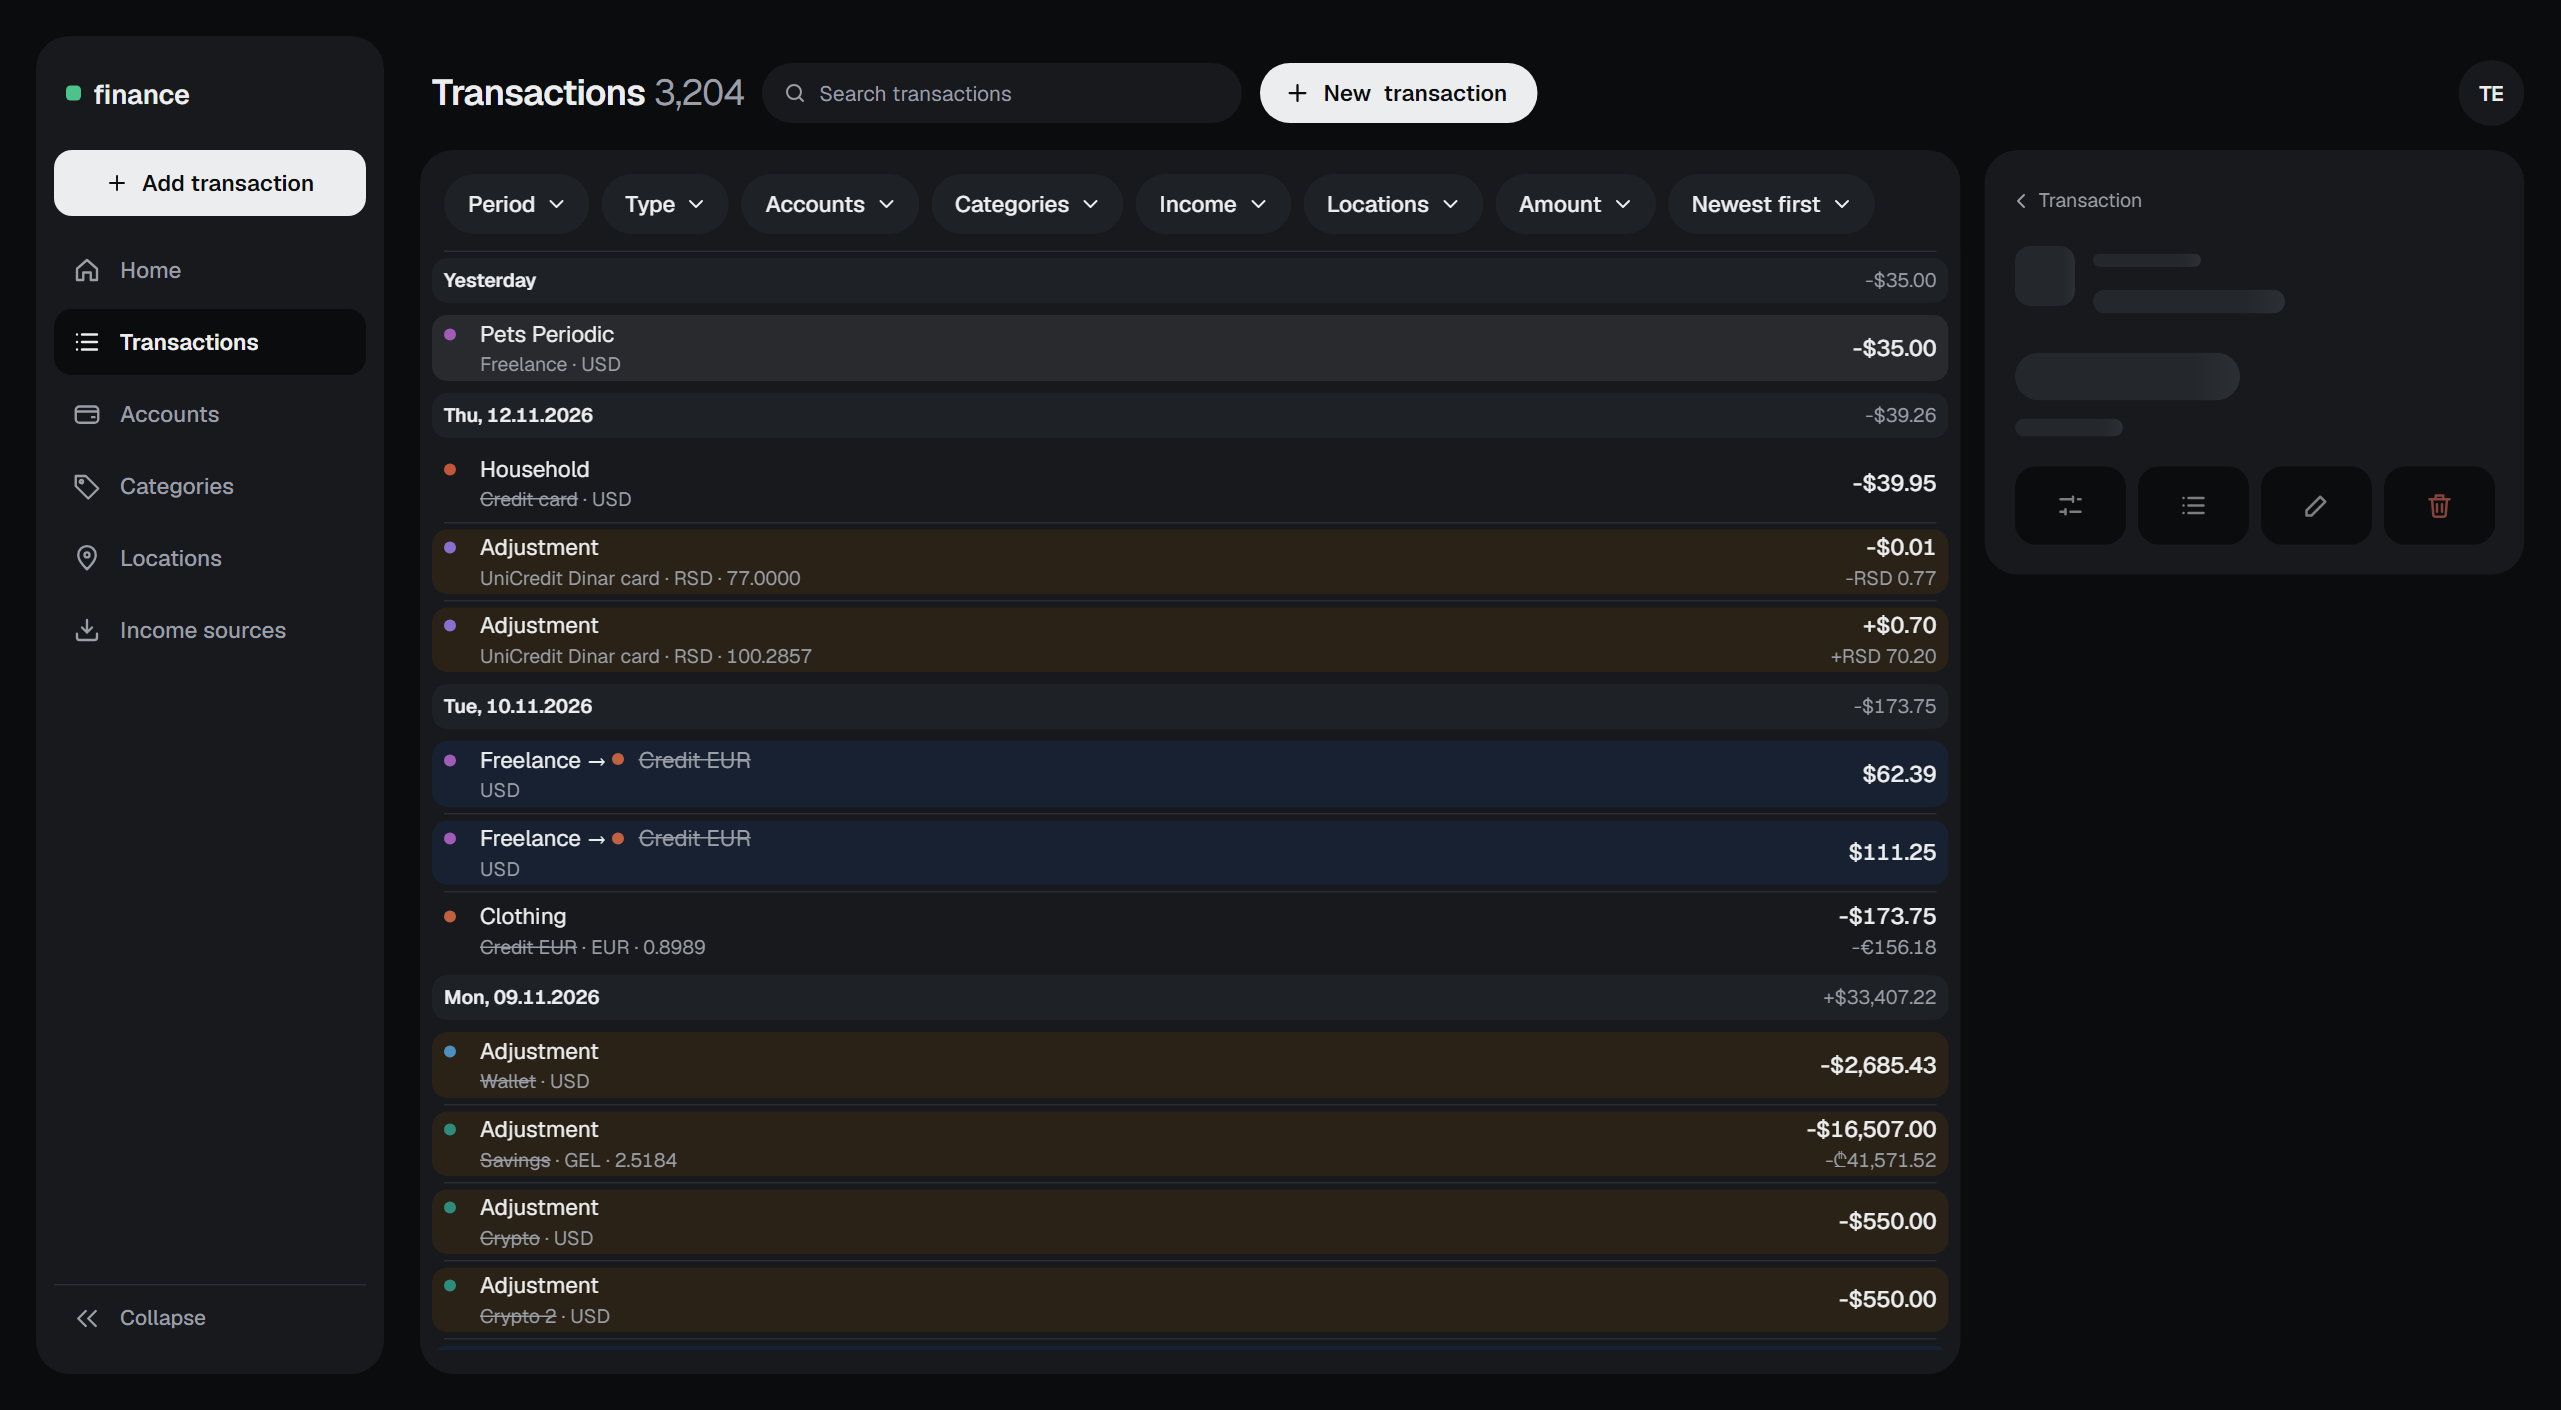 finance
Add transaction
Home
Transactions
Accounts
Categories
Locations
Income sources
Collapse
Transactions 3,204
Search transactions
New transaction
TE
Period
Type
Accounts
Categories
Income
Locations
Amount
Newest first
Yesterday -$35.00
Pets Periodic
Freelance · USD
-$35.00
Thu, 12.11.2026 -$39.26
Household
Credit card · USD
-$39.95
Adjustment -$0.01
UniCredit Dinar card · RSD · 77.0000 -RSD 0.77
Adjustment +$0.70
UniCredit Dinar card · RSD · 100.2857 +RSD 70.20
Tue, 10.11.2026 -$173.75
Freelance → Credit EUR
USD
$62.39
Freelance → Credit EUR
USD
$111.25
Clothing -$173.75
Credit EUR · EUR · 0.8989 -€156.18
Mon, 09.11.2026 +$33,407.22
Adjustment
Wallet · USD
-$2,685.43
Adjustment -$16,507.00
Savings · GEL · 2.5184 -₾41,571.52
Adjustment
Crypto · USD
-$550.00
Adjustment
Crypto 2 · USD
-$550.00
Transaction